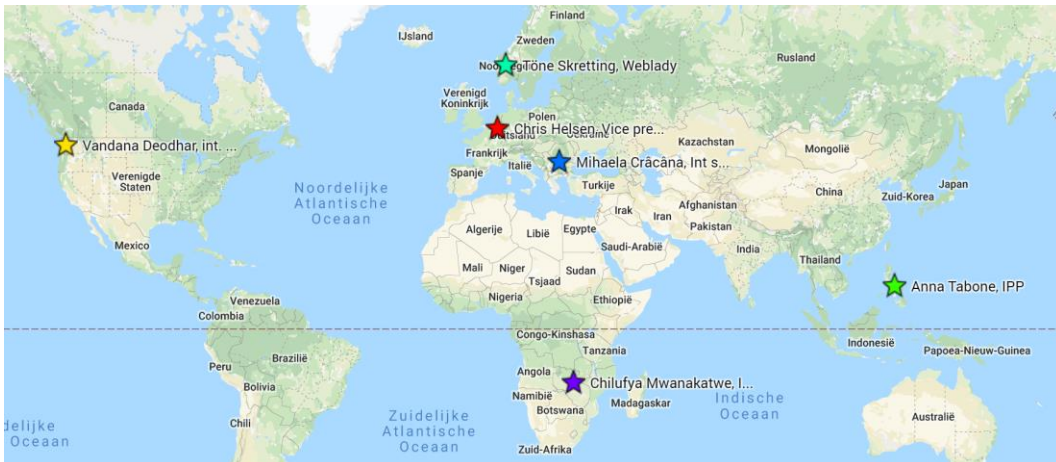 Finland
IJsland
Zweden
Töne Skretting, Weblady
Rusland
Verenigd
Koninkrijk
Canada
Polen
Chris Helsen, Vice pre...
Vandana Deodhar, int. ...
Kazachstan
Mongolië
Frankrijk
Italië
Mihaela Crâcâna, Int s...
Spanje
Verenigde
Staten
Turkije
Noordelijke
Atlantische
Oceaan
China
Japan
Zuid-Korea
Afghanistan
Irak
Iran
Pakistan
Algerije
Libië
Egypte
Saudi-Arabië
Mexico
India
Thailand
Mali
Niger
Tsjaad
Sudan
Anna Tabone, IPP
Nigeria
Ethiopië
Venezuela
Colombia
Congo-Kinshasa
Indonesië
Papoea-Nieuw-Guinea
Tanzania
Brazilië
Peru
Angola
Chilufya Mwanakatwe, I...
Bolivia
Namibië
Botswana
Madagaskar
Indische
Oceaan
Australië
Chili
Zuidelijke
Atlantische
Oceaan
delijke
Oceaan
Zuid-Afrika